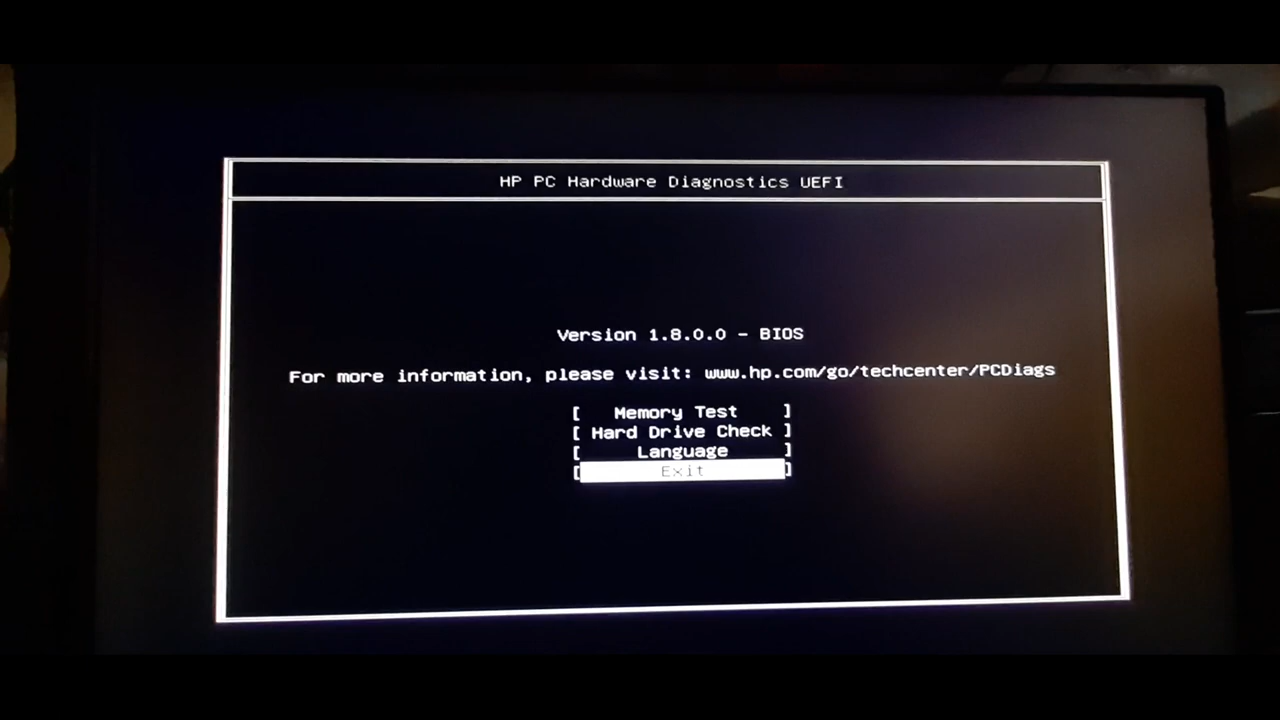 HP PC Hardware Diagnostics UEFI
Version 1.8.0.0 - BIOS
For more information, please visit: www.hp.com/go/techcenter/PCDiags
[ Memory Test ]
[ Hard Drive Check ]
[ Language ]
[ Exit ]